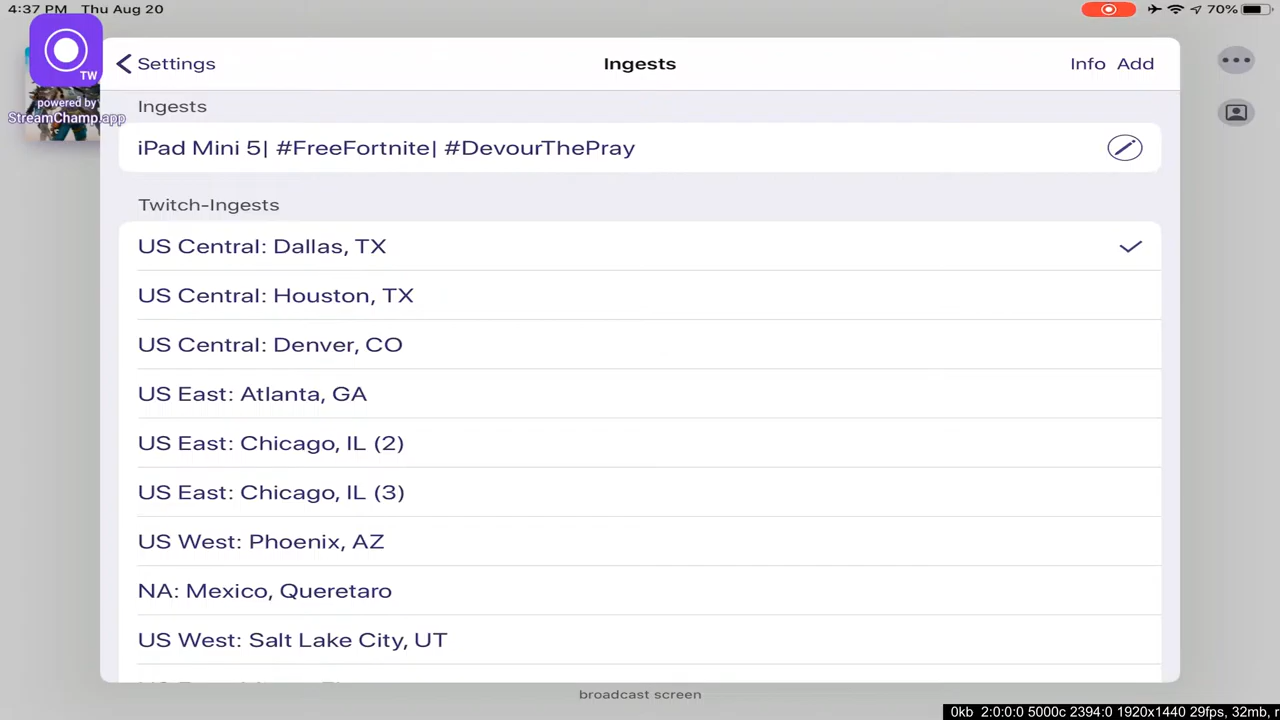 4:37 PM Thu Aug 20
70%
TW
powered by
StreamChamp.app
Settings
Ingests
Info Add
Ingests
iPad Mini 5| #FreeFortnite| #DevourThePray
Twitch-Ingests
US Central: Dallas, TX
US Central: Houston, TX
US Central: Denver, CO
US East: Atlanta, GA
US East: Chicago, IL (2)
US East: Chicago, IL (3)
US West: Phoenix, AZ
NA: Mexico, Queretaro
US West: Salt Lake City, UT
broadcast screen
0kb 2:0:0:0 5000c 2394:0 1920x1440 29fps, 32mb, r